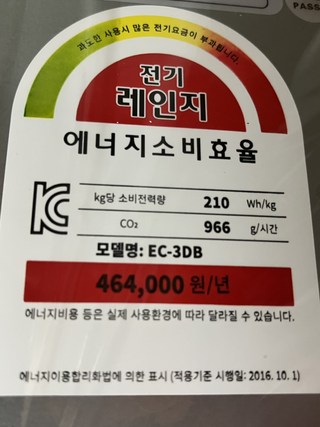 PASS
과도한 사용시 많은 전기요금이 부과됩니다.
전기
레인지
에너지소비효율
kg당 소비전력량 210 Wh/kg
CO₂ 966 g/시간
모델명: EC-3DB
464,000 원/년
에너지비용 등은 실제 사용환경에 따라 달라질 수 있습니다.
에너지이용합리화법에 의한 표시 (적용기준 시행일: 2016. 10. 1)